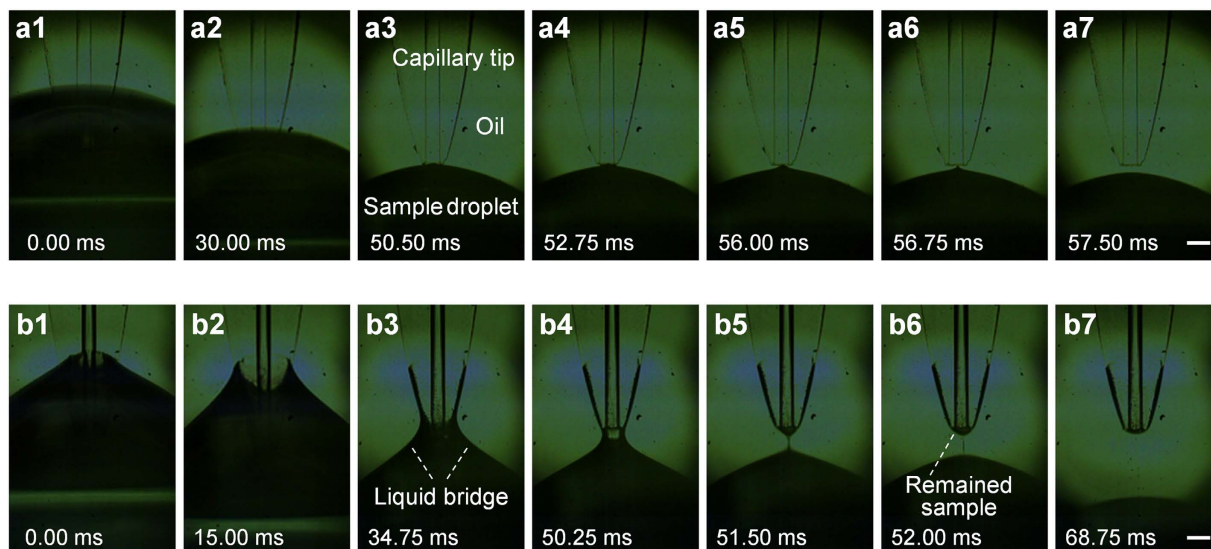 a1 a2 a3 a4 a5 a6 a7
Capillary tip
Oil
Sample droplet
0.00 ms 30.00 ms 50.50 ms 52.75 ms 56.00 ms 56.75 ms 57.50 ms
b1 b2 b3 b4 b5 b6 b7
Liquid bridge
Remained
sample
0.00 ms 15.00 ms 34.75 ms 50.25 ms 51.50 ms 52.00 ms 68.75 ms